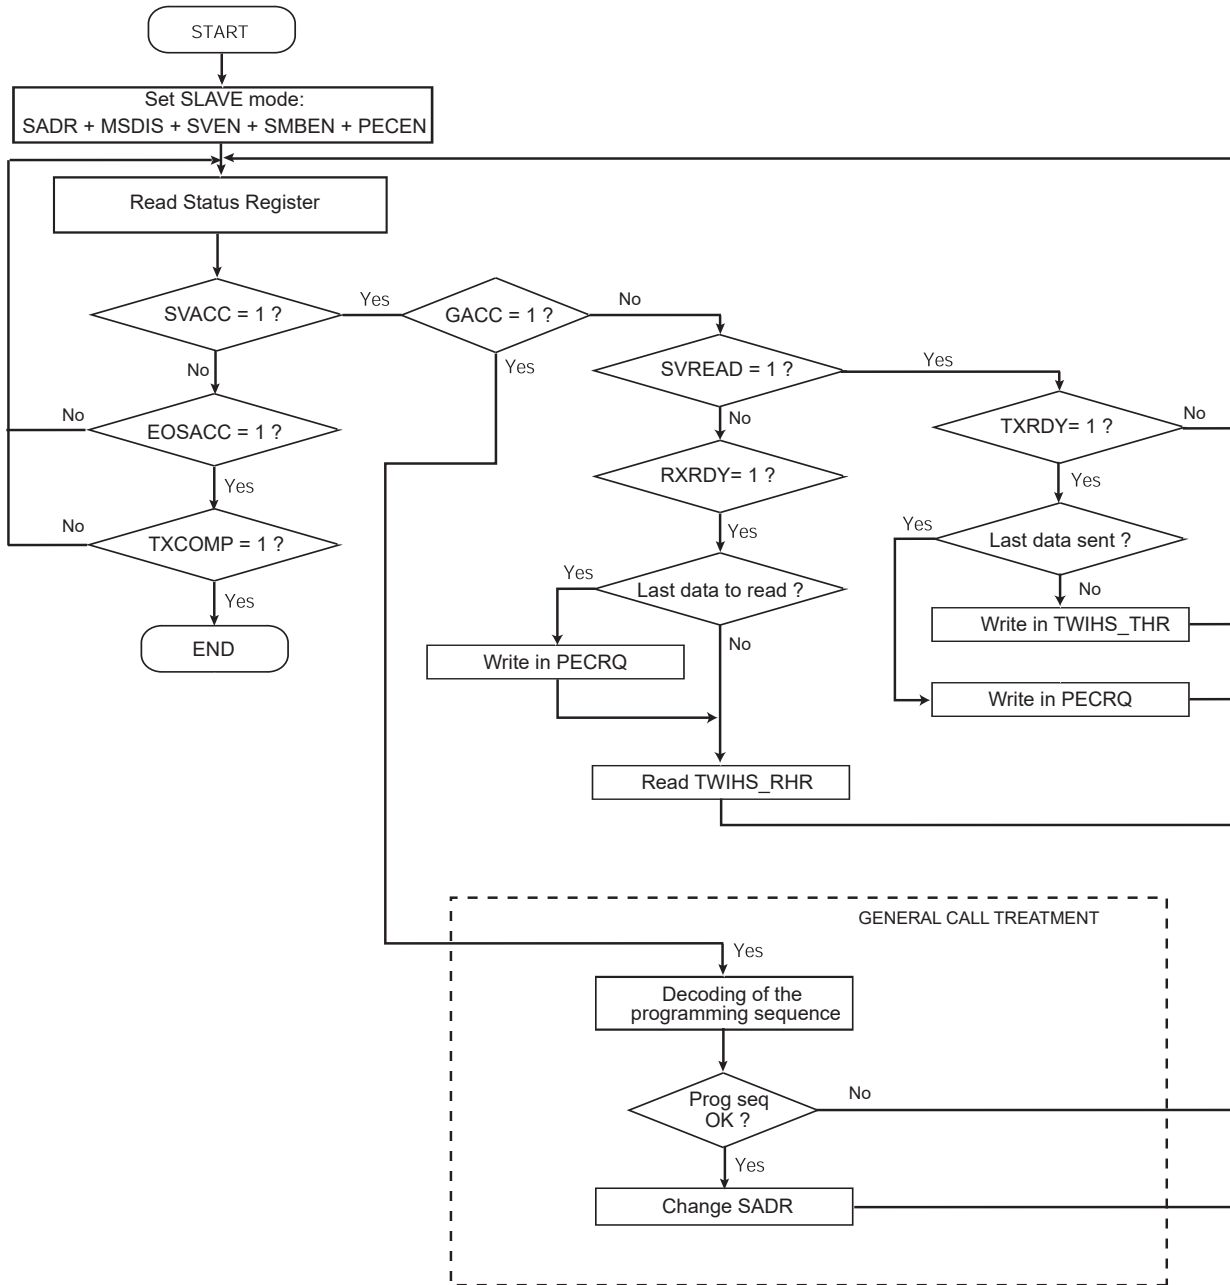 START
Set SLAVE mode:
SADR + MSDIS + SVEN + SMBEN + PECEN
Read Status Register
SVACC = 1 ?
Yes
GACC = 1 ?
No
No
Yes
SVREAD = 1 ?
Yes
No
EOSACC = 1 ?
No
TXRDY= 1 ?
No
Yes
RXRDY= 1 ?
Yes
No
TXCOMP = 1 ?
Yes
Yes
Last data sent ?
Yes
Yes
Last data to read ?
No
END
No
Write in TWIHS_THR
Write in PECRQ
Write in PECRQ
Read TWIHS_RHR
GENERAL CALL TREATMENT
Yes
Decoding of the
programming sequence
Prog seq
OK ?
No
Yes
Change SADR